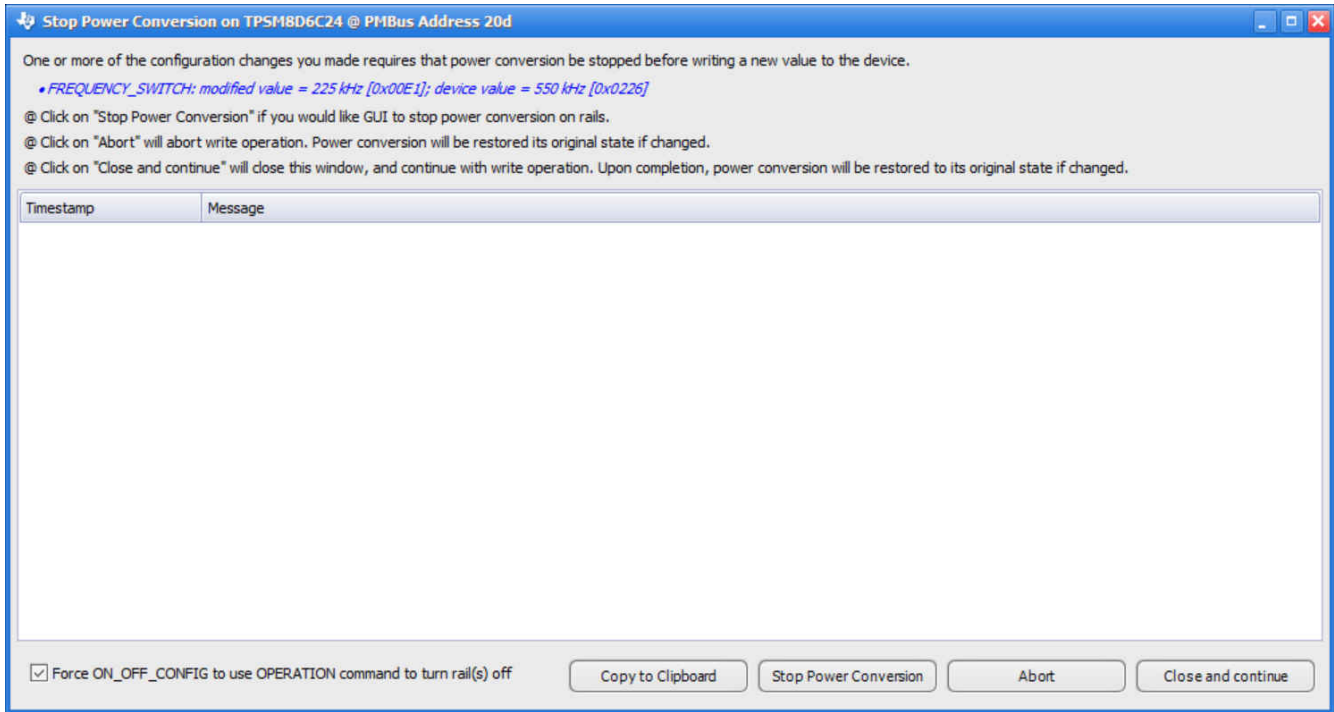 Stop Power Conversion on TPSM8D6C24 @ PMBus Address 20d
One or more of the configuration changes you made requires that power conversion be stopped before writing a new value to the device.
• FREQUENCY_SWITCH: modified value = 225 kHz [0x00E1]; device value = 550 kHz [0x0226]
@ Click on "Stop Power Conversion" if you would like GUI to stop power conversion on rails.
@ Click on "Abort" will abort write operation. Power conversion will be restored its original state if changed.
@ Click on "Close and continue" will close this window, and continue with write operation. Upon completion, power conversion will be restored to its original state if changed.
Timestamp Message
Force ON_OFF_CONFIG to use OPERATION command to turn rail(s) off Copy to Clipboard Stop Power Conversion Abort Close and continue